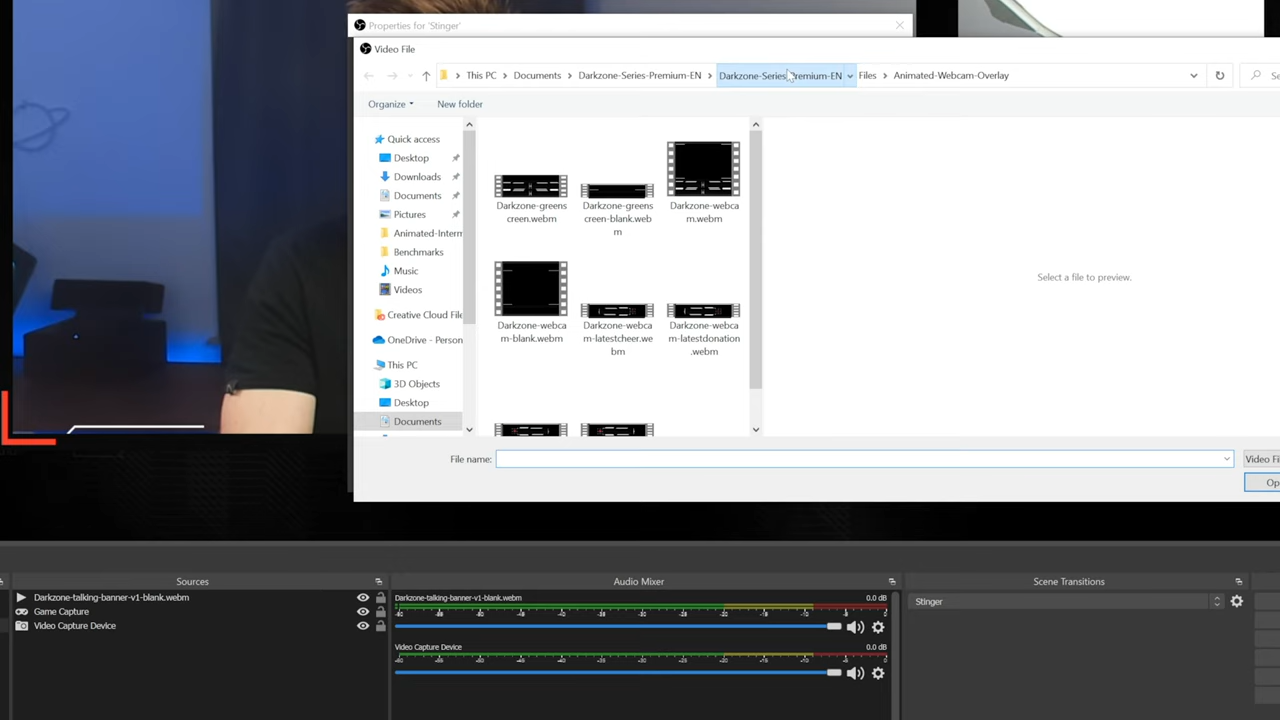 Properties for 'Stinger'
Video File
This PC
Documents
Darkzone-Series-Premium-EN
Darkzone-Series-Premium-EN
Files
Animated-Webcam-Overlay
Organize
New folder
Quick access
Desktop
Downloads
Documents
Pictures
Animated-Interm
Benchmarks
Music
Videos
Creative Cloud File
OneDrive - Person
This PC
3D Objects
Desktop
Documents
Darkzone-greens
creen.webm
Darkzone-greens
creen-blank.web
m
Darkzone-webca
m.webm
Darkzone-webca
m-blank.webm
Darkzone-webca
m-latestcheer.we
bm
Darkzone-webca
m-latestdonation
.webm
Select a file to preview.
File name:
Video Fi
Op
Sources
Darkzone-talking-banner-v1-blank.webm
Game Capture
Video Capture Device
Audio Mixer
Darkzone-talking-banner-v1-blank.webm
0.0 dB
Video Capture Device
0.0 dB
Scene Transitions
Stinger